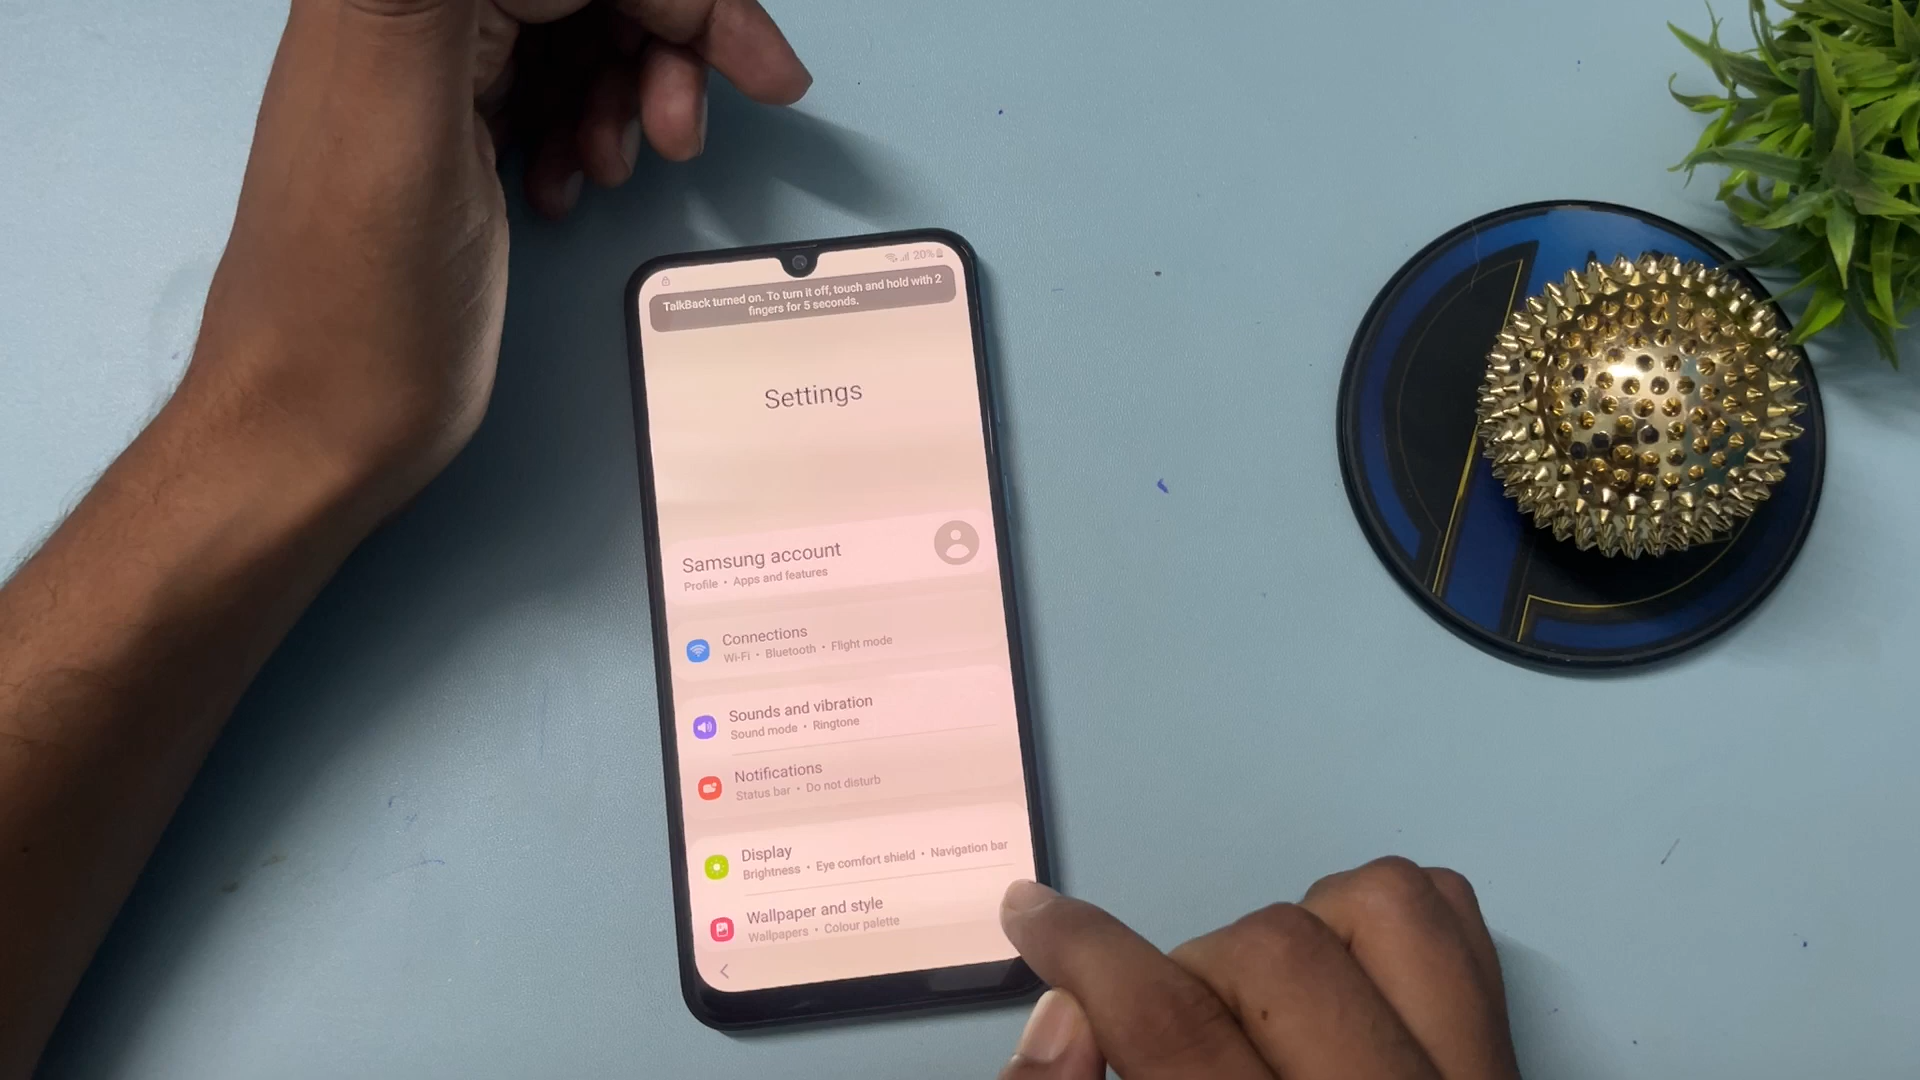 20%
TalkBack turned on. To turn it off, touch and hold with 2
fingers for 5 seconds.
Settings
Samsung account
Profile • Apps and features
Connections
Wi-Fi • Bluetooth • Flight mode
Sounds and vibration
Sound mode • Ringtone
Notifications
Status bar • Do not disturb
Display
Brightness • Eye comfort shield • Navigation bar
Wallpaper and style
Wallpapers • Colour palette